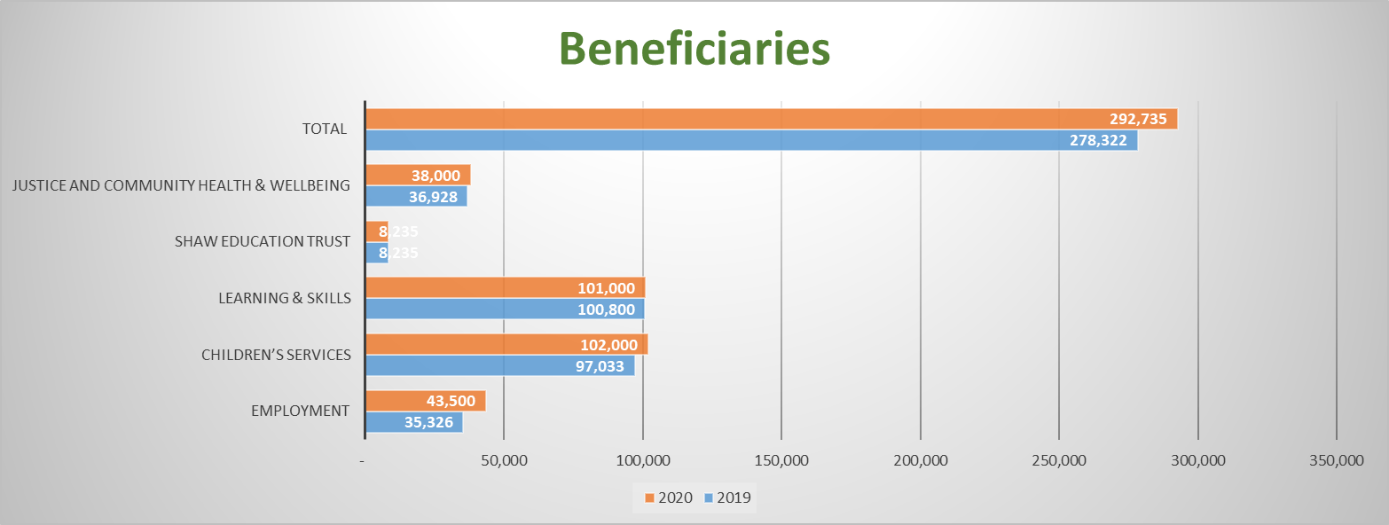 Beneficiaries
TOTAL
292,735
278,322
JUSTICE AND COMMUNITY HEALTH & WELLBEING
38,000
36,928
SHAW EDUCATION TRUST
8,235
8,235
LEARNING & SKILLS
101,000
100,800
CHILDREN’S SERVICES
102,000
97,033
EMPLOYMENT
43,500
35,326
- 50,000 100,000 150,000 200,000 250,000 300,000 350,000
2020 2019